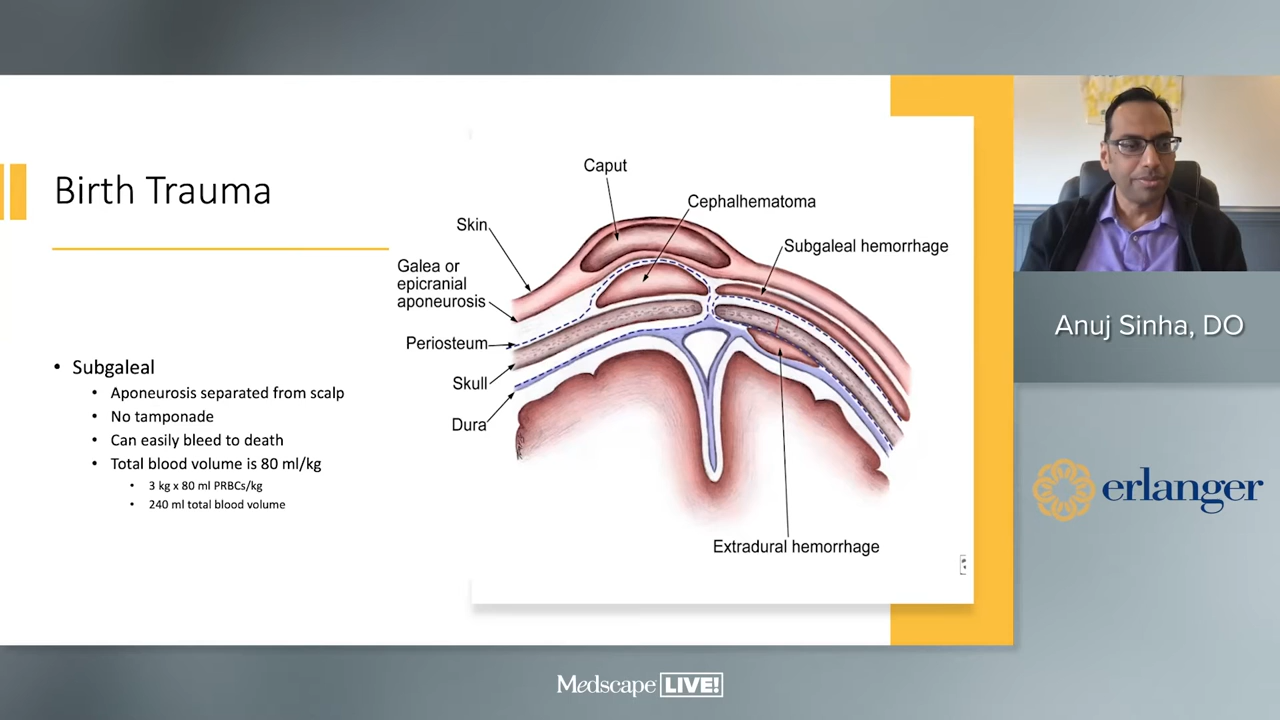 Birth Trauma
• Subgaleal
• Aponeurosis separated from scalp
• No tamponade
• Can easily bleed to death
• Total blood volume is 80 ml/kg
• 3 kg x 80 ml PRBCs/kg
• 240 ml total blood volume
Caput
Cephalhematoma
Skin
Subgaleal hemorrhage
Galea or
epicranial
aponeurosis
Periosteum
Skull
Dura
Extradural hemorrhage
Anuj Sinha, DO
erlanger
Medscape LIVE!